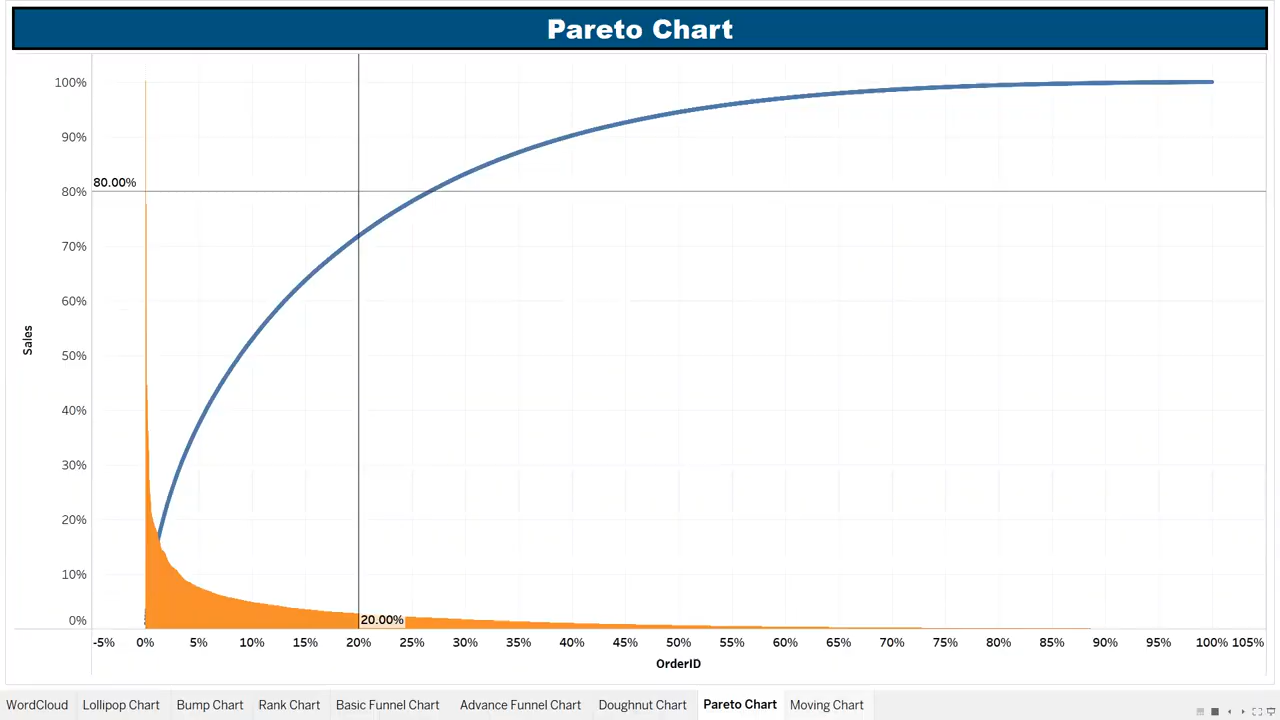 Pareto Chart
100%
90%
80.00%
80%
70%
60%
50%
40%
30%
20%
10%
0%
Sales
20.00%
-5% 0% 5% 10% 15% 20% 25% 30% 35% 40% 45% 50% 55% 60% 65% 70% 75% 80% 85% 90% 95% 100% 105%
OrderID
WordCloud Lollipop Chart Bump Chart Rank Chart Basic Funnel Chart Advance Funnel Chart Doughnut Chart Pareto Chart Moving Chart